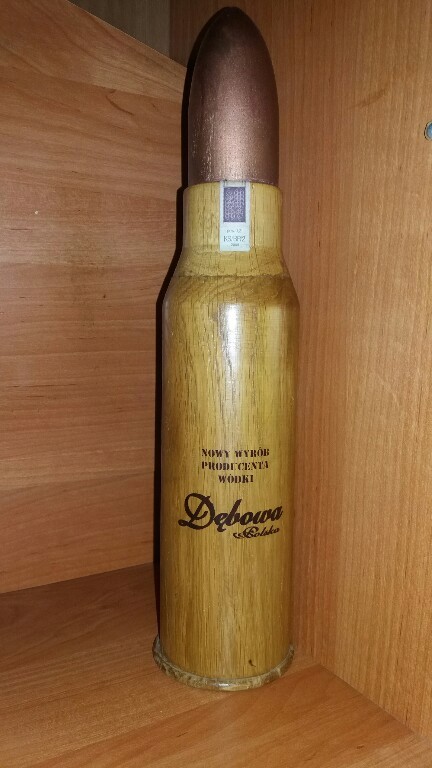 NOWY WYRÓB
PRODUCENTA
WÓDKI
Dębowa
Polska